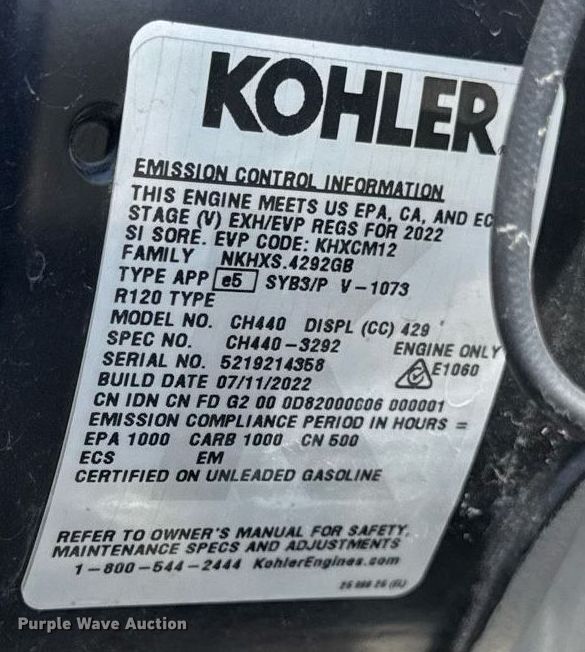 KOHLER
EMISSION CONTROL INFORMATION
THIS ENGINE MEETS US EPA, CA, AND EC
STAGE (V) EXH/EVP REGS FOR 2022
SI SORE. EVP CODE: KHXCM12
FAMILY NKHXS.4292GB
TYPE APP e5 SYB3/P V-1073
R120 TYPE
MODEL NO. CH440 DISPL (CC) 429
SPEC NO. CH440-3292 ENGINE ONLY
SERIAL NO. 5219214358 E1060
BUILD DATE 07/11/2022
CN IDN CN FD G2 00 0D82000606 000001
EMISSION COMPLIANCE PERIOD IN HOURS =
EPA 1000 CARB 1000 CN 500
ECS EM
CERTIFIED ON UNLEADED GASOLINE
REFER TO OWNER'S MANUAL FOR SAFETY,
MAINTENANCE SPECS AND ADJUSTMENTS
1-800-544-2444 KohlerEngines.com
Purple Wave Auction